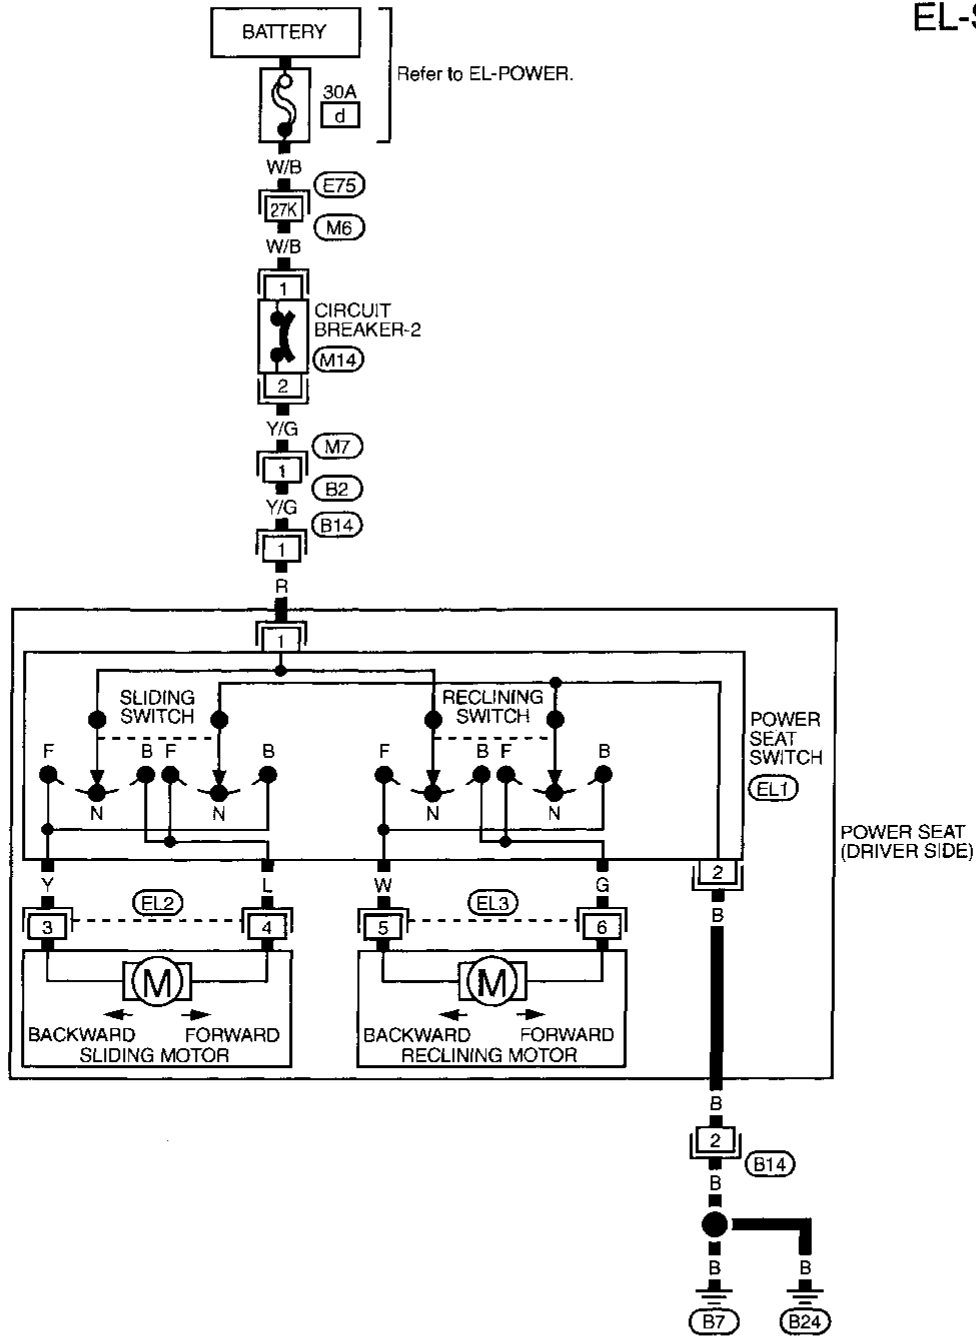 EL-S
BATTERY
Refer to EL-POWER.
30A
d
W/B
E75
27K
M6
W/B
1
CIRCUIT
BREAKER-2
M14
2
Y/G
M7
1
B2
Y/G
B14
1
R
1
SLIDING
SWITCH
RECLINING
SWITCH
POWER
SEAT
SWITCH
EL1
F B F B F B F B
N N N N
POWER SEAT
(DRIVER SIDE)
2
Y L W G B
EL2 EL3
3 4 5 6
M M
BACKWARD FORWARD
SLIDING MOTOR
BACKWARD FORWARD
RECLINING MOTOR
B
2
B14
B
B B
B7 B24